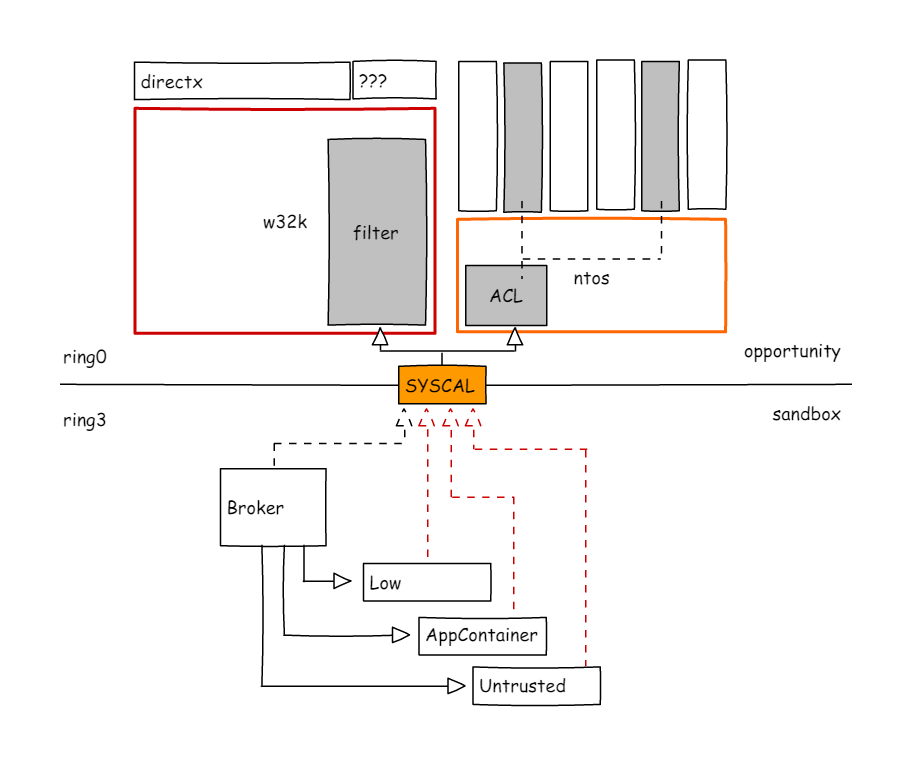 directx
???
w32k
filter
ACL
ntos
ring0
opportunity
SYSCAL
ring3
sandbox
Broker
Low
AppContainer
Untrusted